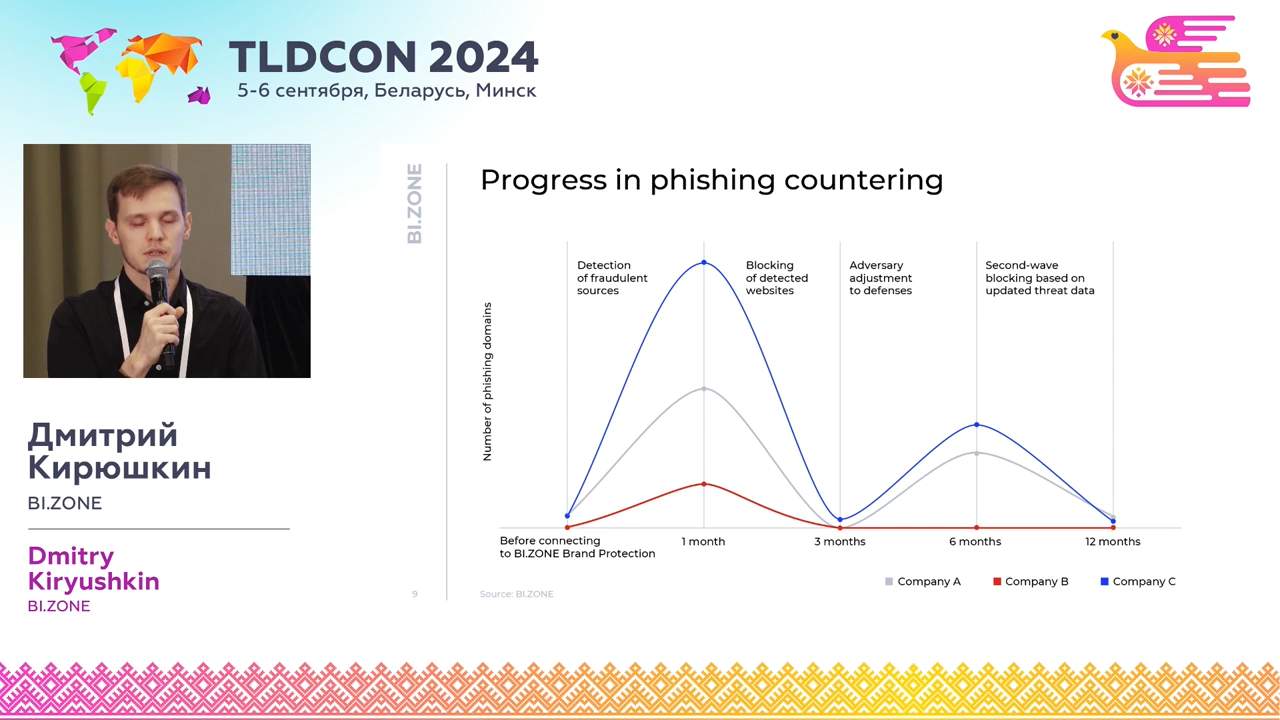 TLDCON 2024
5-6 сентября, Беларусь, Минск
Дмитрий
Кирюшкин
BI.ZONE
Dmitry
Kiryushkin
BI.ZONE
BI.ZONE
Progress in phishing countering
Number of phishing domains
Detection
of fraudulent
sources
Blocking
of detected
websites
Adversary
adjustment
to defenses
Second-wave
blocking based on
updated threat data
Before connecting
to BI.ZONE Brand Protection
1 month
3 months
6 months
12 months
Company A
Company B
Company C
9
Source: BI.ZONE